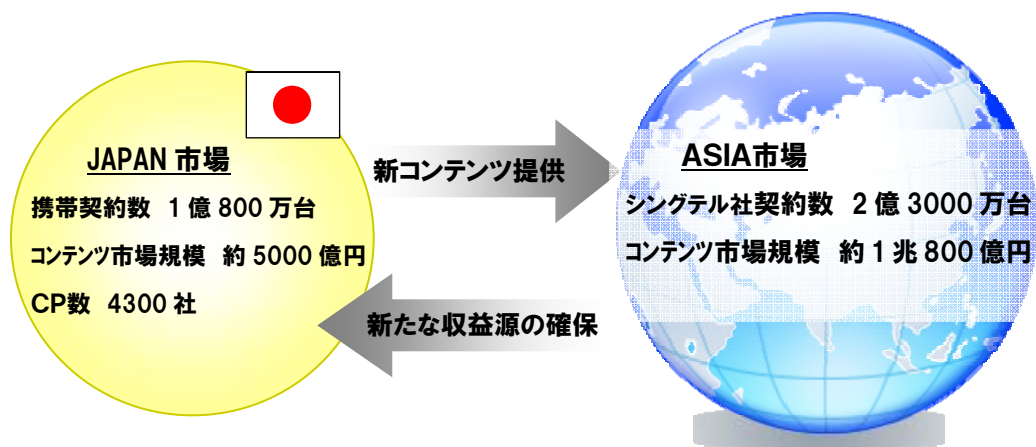 JAPAN 市場
携帯契約数 1 億 800 万台
コンテンツ市場規模 約 5000 億円
CP数 4300 社
新コンテンツ提供
新たな収益源の確保
ASIA市場
シングテル社契約数 2 億 3000 万台
コンテンツ市場規模 約 1 兆 800 億円